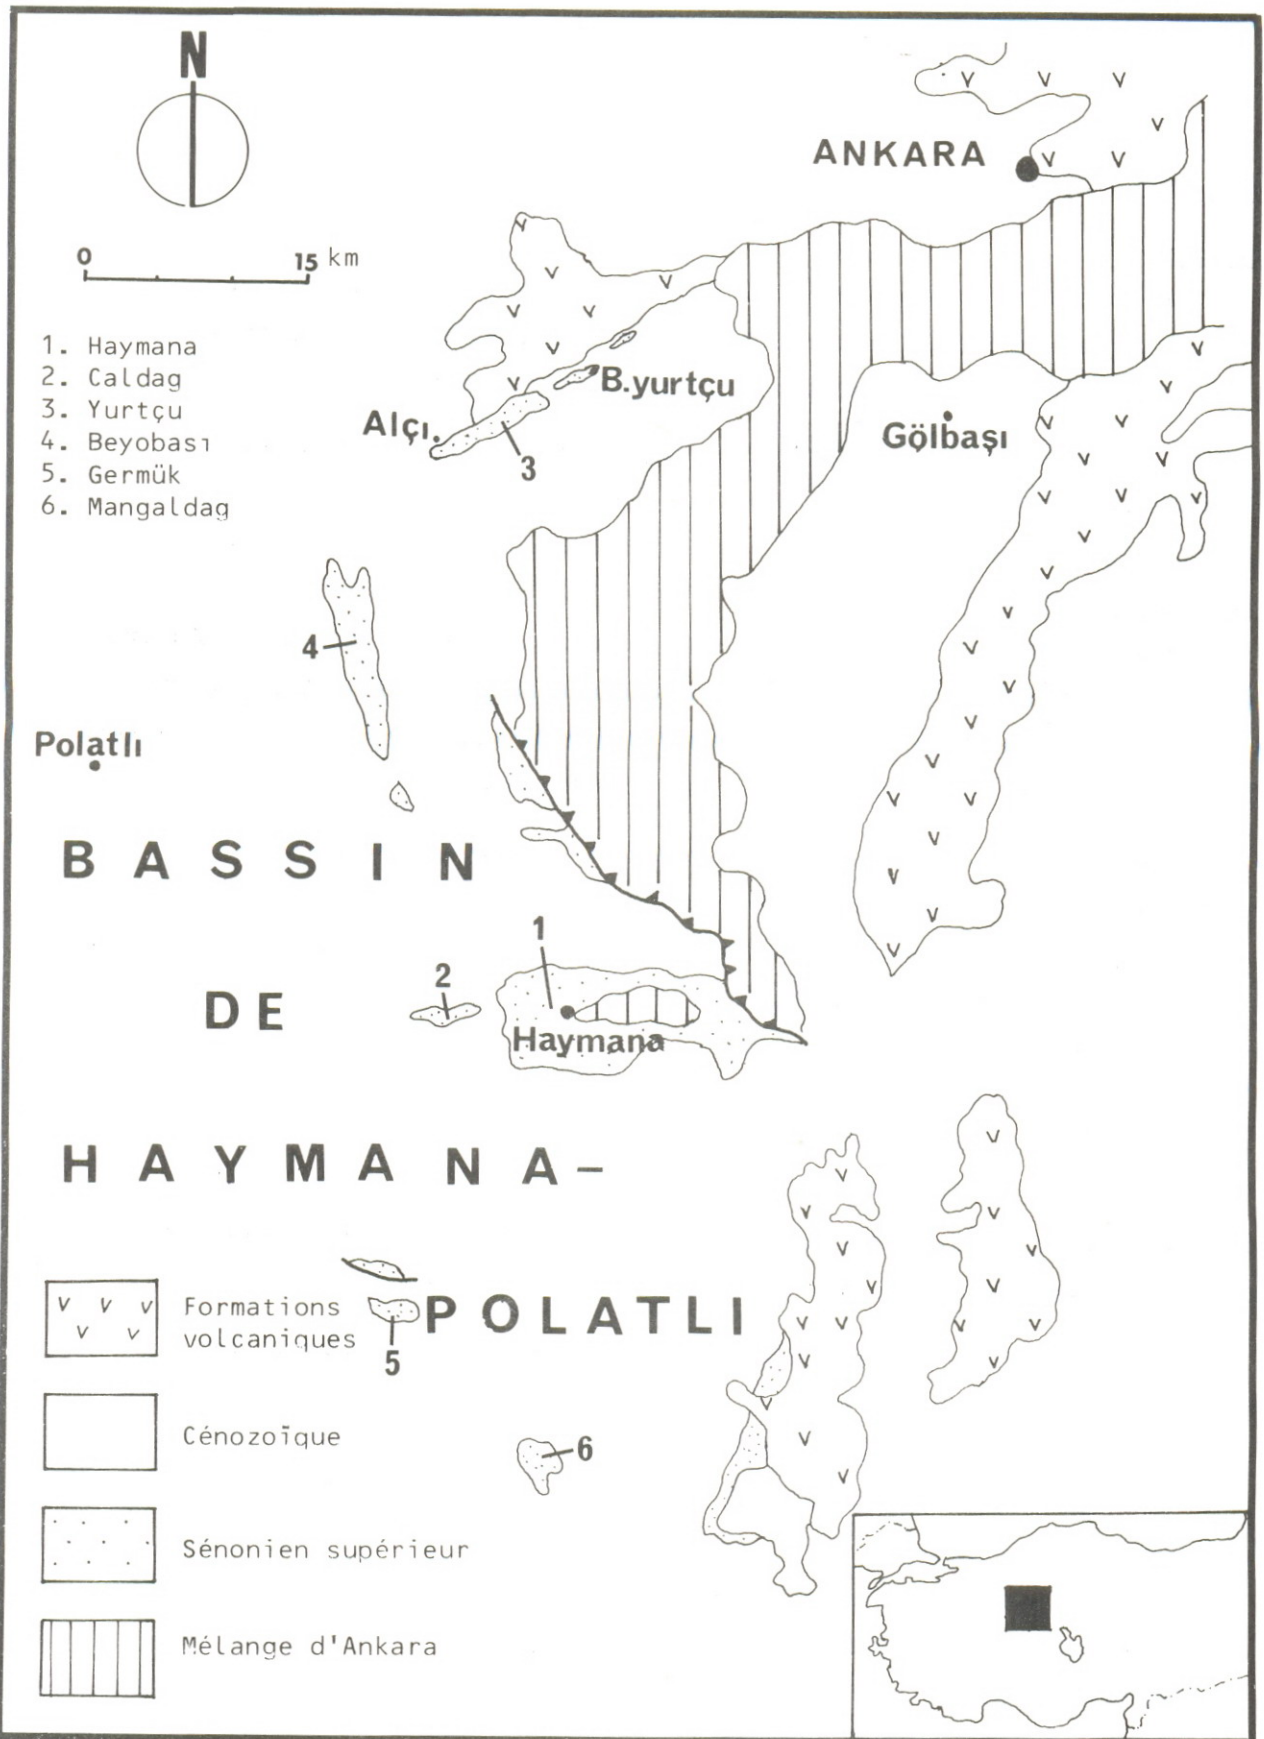 N
ANKARA
0 15 km
1. Haymana
2. Caldag
3. Yurtçu
4. Beyobası
5. Germük
6. Mangaldag
B.yurtçu
Alçı
Gölbaşı
3
4
Polatlı
BASSIN
1
2
DE
Haymana
HAYMANA-
POLATLI
5
6
Formations
volcaniques
Cénozoïque
Sénonien supérieur
Mélange d'Ankara